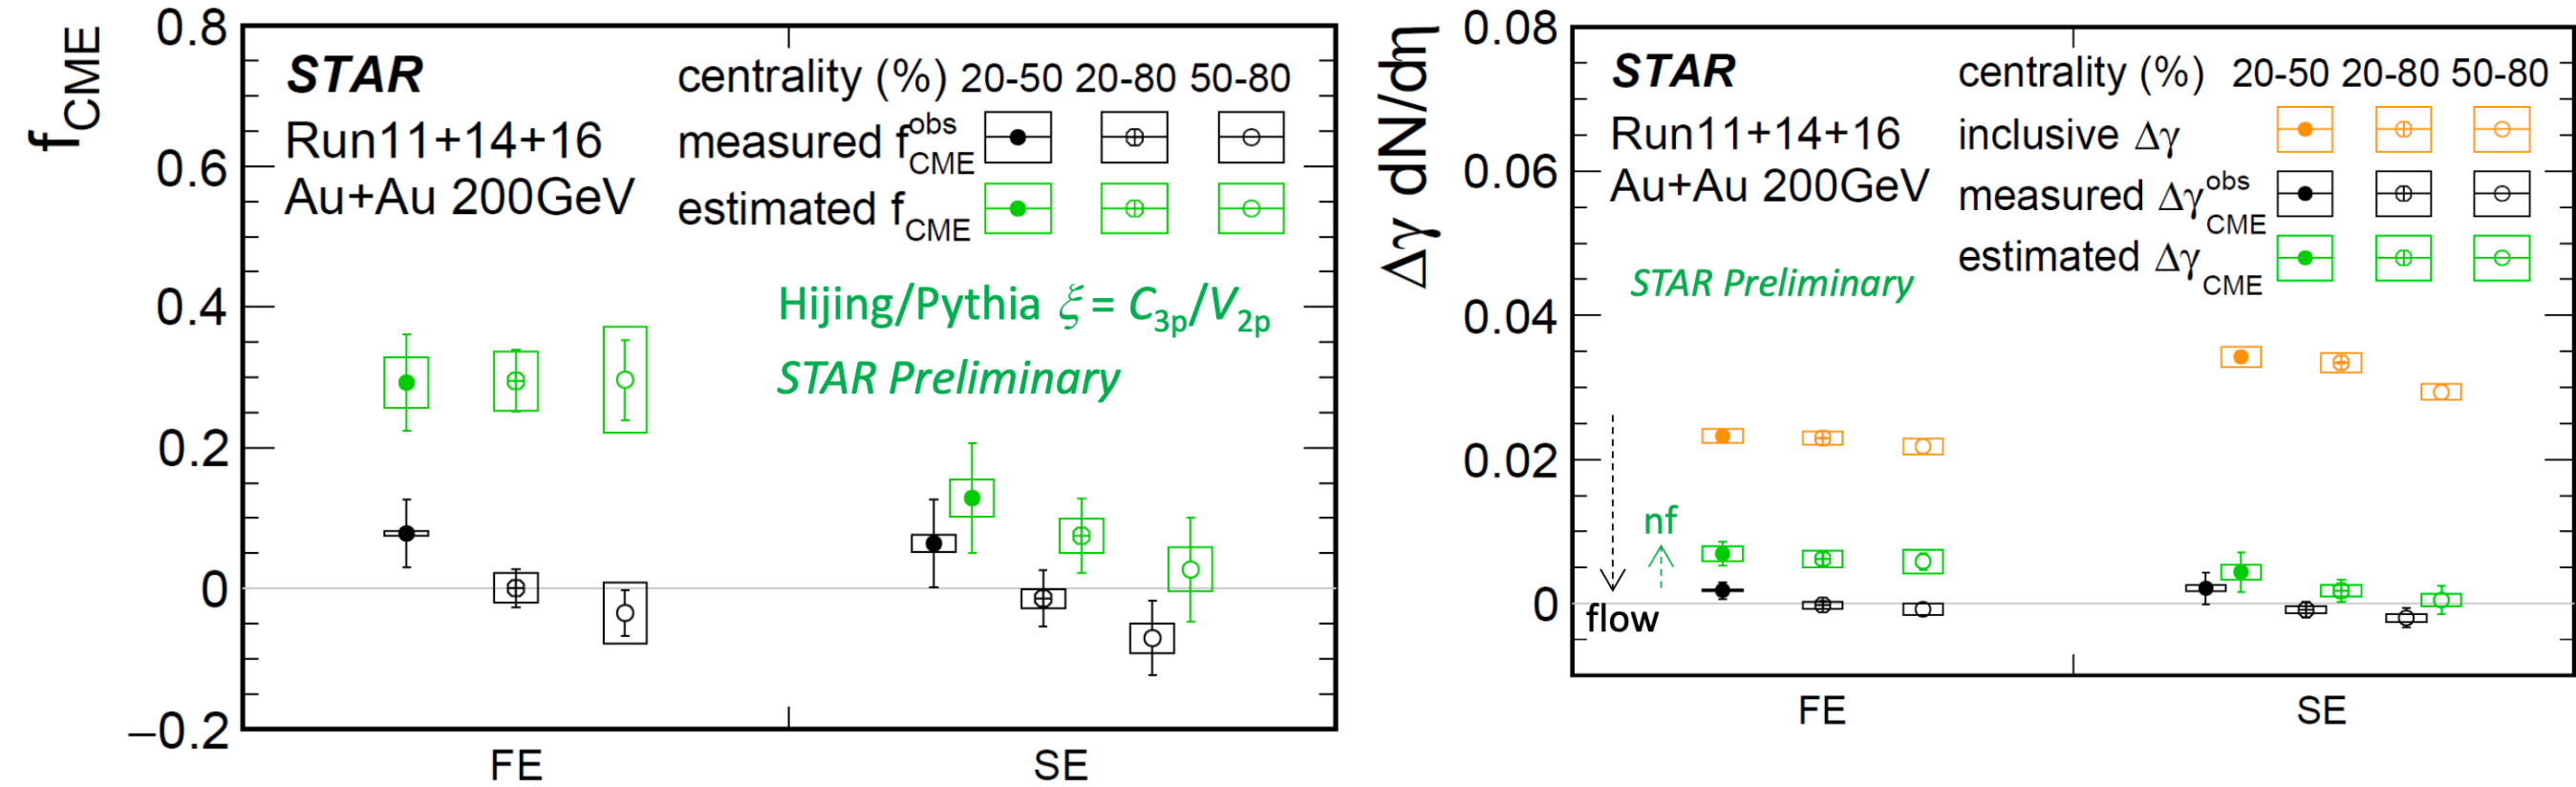 f_CME
0.8
0.6
0.4
0.2
0
−0.2
STAR
Run11+14+16
Au+Au 200GeV
centrality (%) 20-50 20-80 50-80
measured f_CME^obs
estimated f_CME
Hijing/Pythia ξ = C_3p/V_2p
STAR Preliminary
FE SE
Δγ dN/dη
0.08
0.06
0.04
0.02
0
STAR
Run11+14+16
Au+Au 200GeV
STAR Preliminary
centrality (%) 20-50 20-80 50-80
inclusive Δγ
measured Δγ_CME^obs
estimated Δγ_CME
nf
flow
FE SE